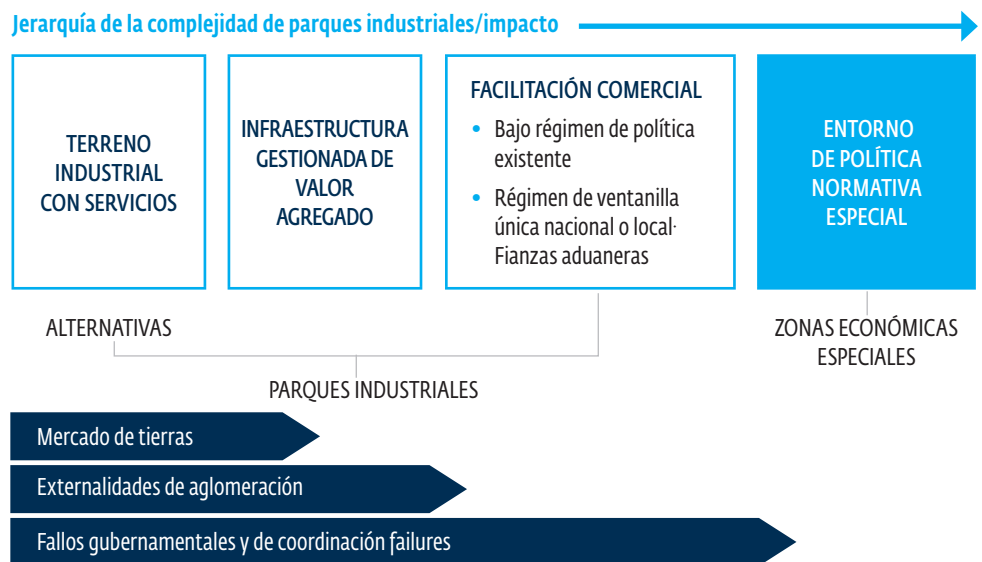 Jerarquía de la complejidad de parques industriales/impacto
TERRENO
INDUSTRIAL
CON SERVICIOS
INFRAESTRUCTURA
GESTIONADA DE
VALOR
AGREGADO
FACILITACIÓN COMERCIAL
• Bajo régimen de política
existente
• Régimen de ventanilla
única nacional o local·
Fianzas aduaneras
ENTORNO
DE POLÍTICA
NORMATIVA
ESPECIAL
ALTERNATIVAS
PARQUES INDUSTRIALES
ZONAS ECONÓMICAS
ESPECIALES
Mercado de tierras
Externalidades de aglomeración
Fallos gubernamentales y de coordinación failures